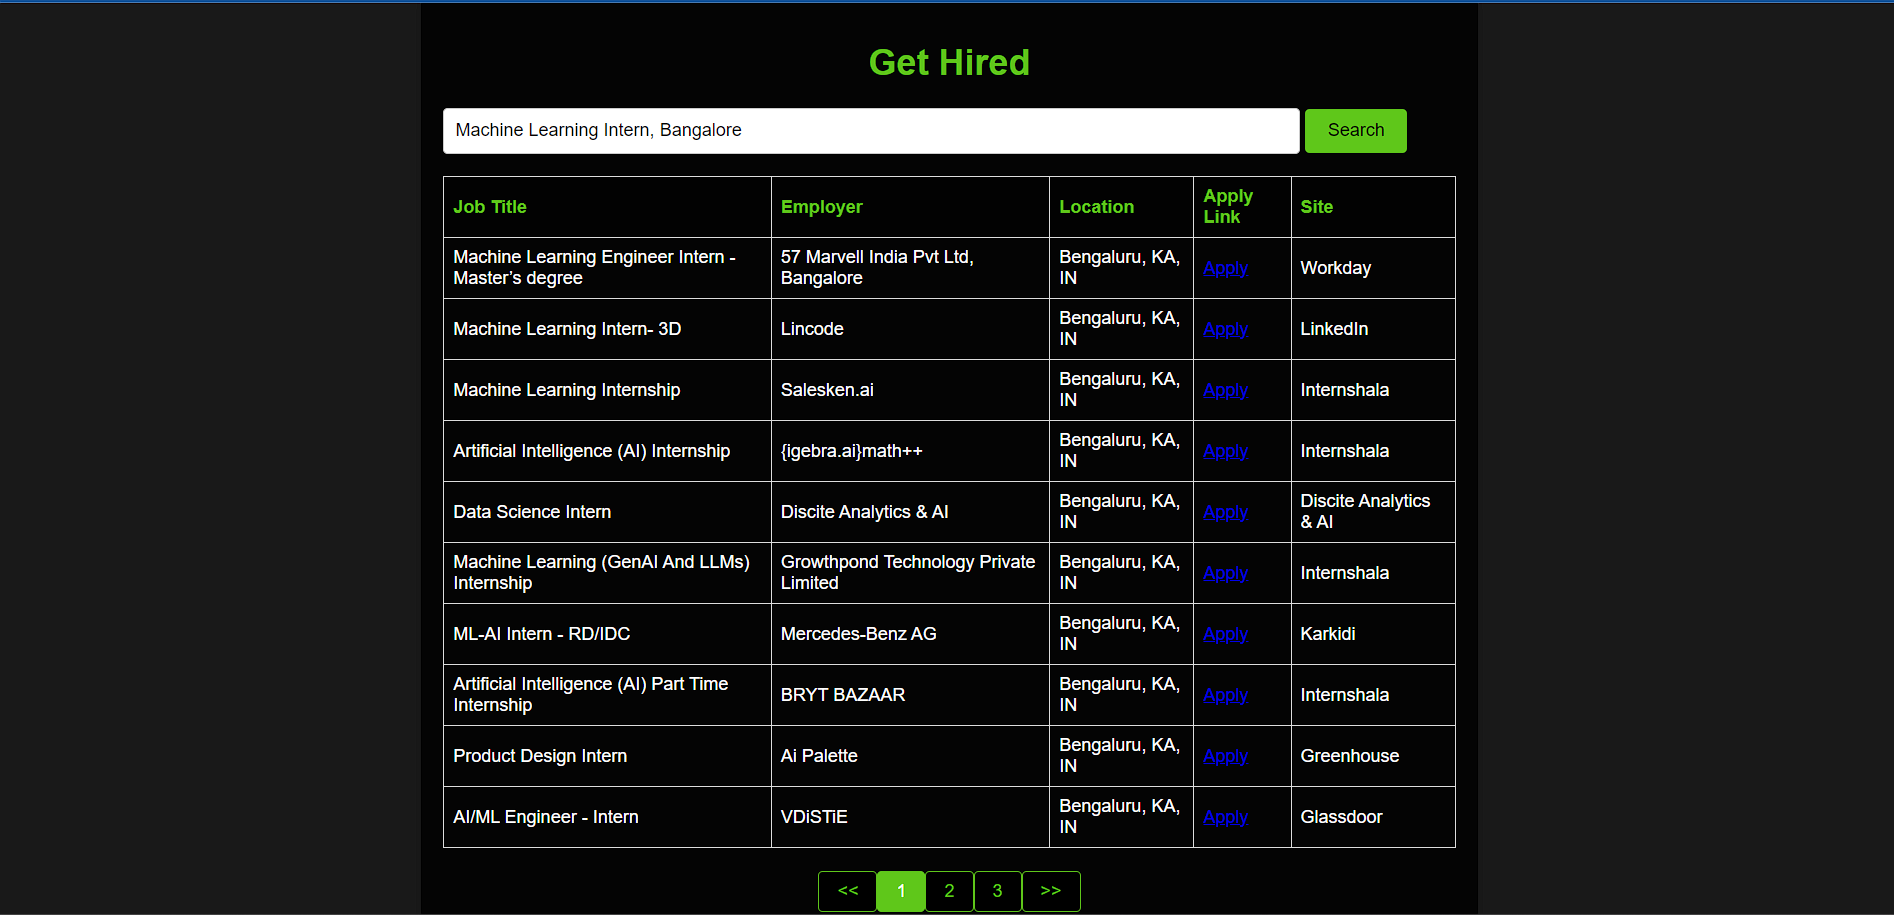 Get Hired
Machine Learning Intern, Bangalore
Search
Job Title
Employer
Location
Apply
Link
Site
Machine Learning Engineer Intern -
Master’s degree
57 Marvell India Pvt Ltd,
Bangalore
Bengaluru, KA,
IN
Apply
Workday
Machine Learning Intern- 3D
Lincode
Bengaluru, KA,
IN
Apply
LinkedIn
Machine Learning Internship
Salesken.ai
Bengaluru, KA,
IN
Apply
Internshala
Artificial Intelligence (AI) Internship
{igebra.ai}math++
Bengaluru, KA,
IN
Apply
Internshala
Data Science Intern
Discite Analytics & AI
Bengaluru, KA,
IN
Apply
Discite Analytics
& AI
Machine Learning (GenAI And LLMs)
Internship
Growthpond Technology Private
Limited
Bengaluru, KA,
IN
Apply
Internshala
ML-AI Intern - RD/IDC
Mercedes-Benz AG
Bengaluru, KA,
IN
Apply
Karkidi
Artificial Intelligence (AI) Part Time
Internship
BRYT BAZAAR
Bengaluru, KA,
IN
Apply
Internshala
Product Design Intern
Ai Palette
Bengaluru, KA,
IN
Apply
Greenhouse
AI/ML Engineer - Intern
VDiSTiE
Bengaluru, KA,
IN
Apply
Glassdoor
<< 1 2 3 >>